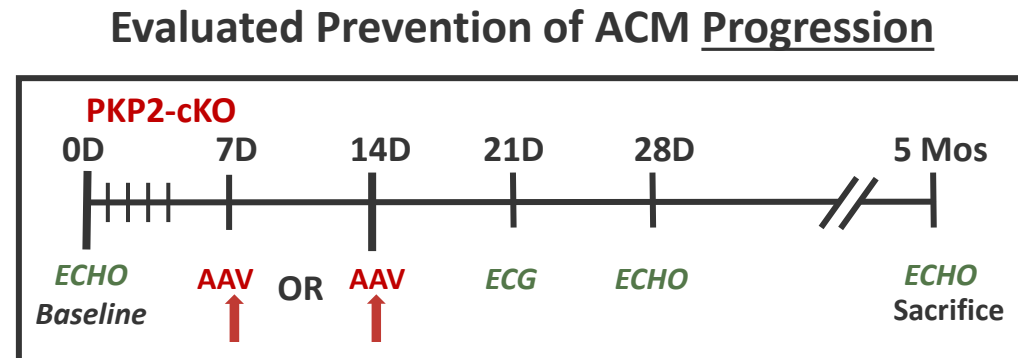 Evaluated Prevention of ACM Progression
PKP2-cKO
0D 7D 14D 21D 28D 5 Mos
ECHO AAV OR AAV ECG ECHO ECHO
Baseline Sacrifice